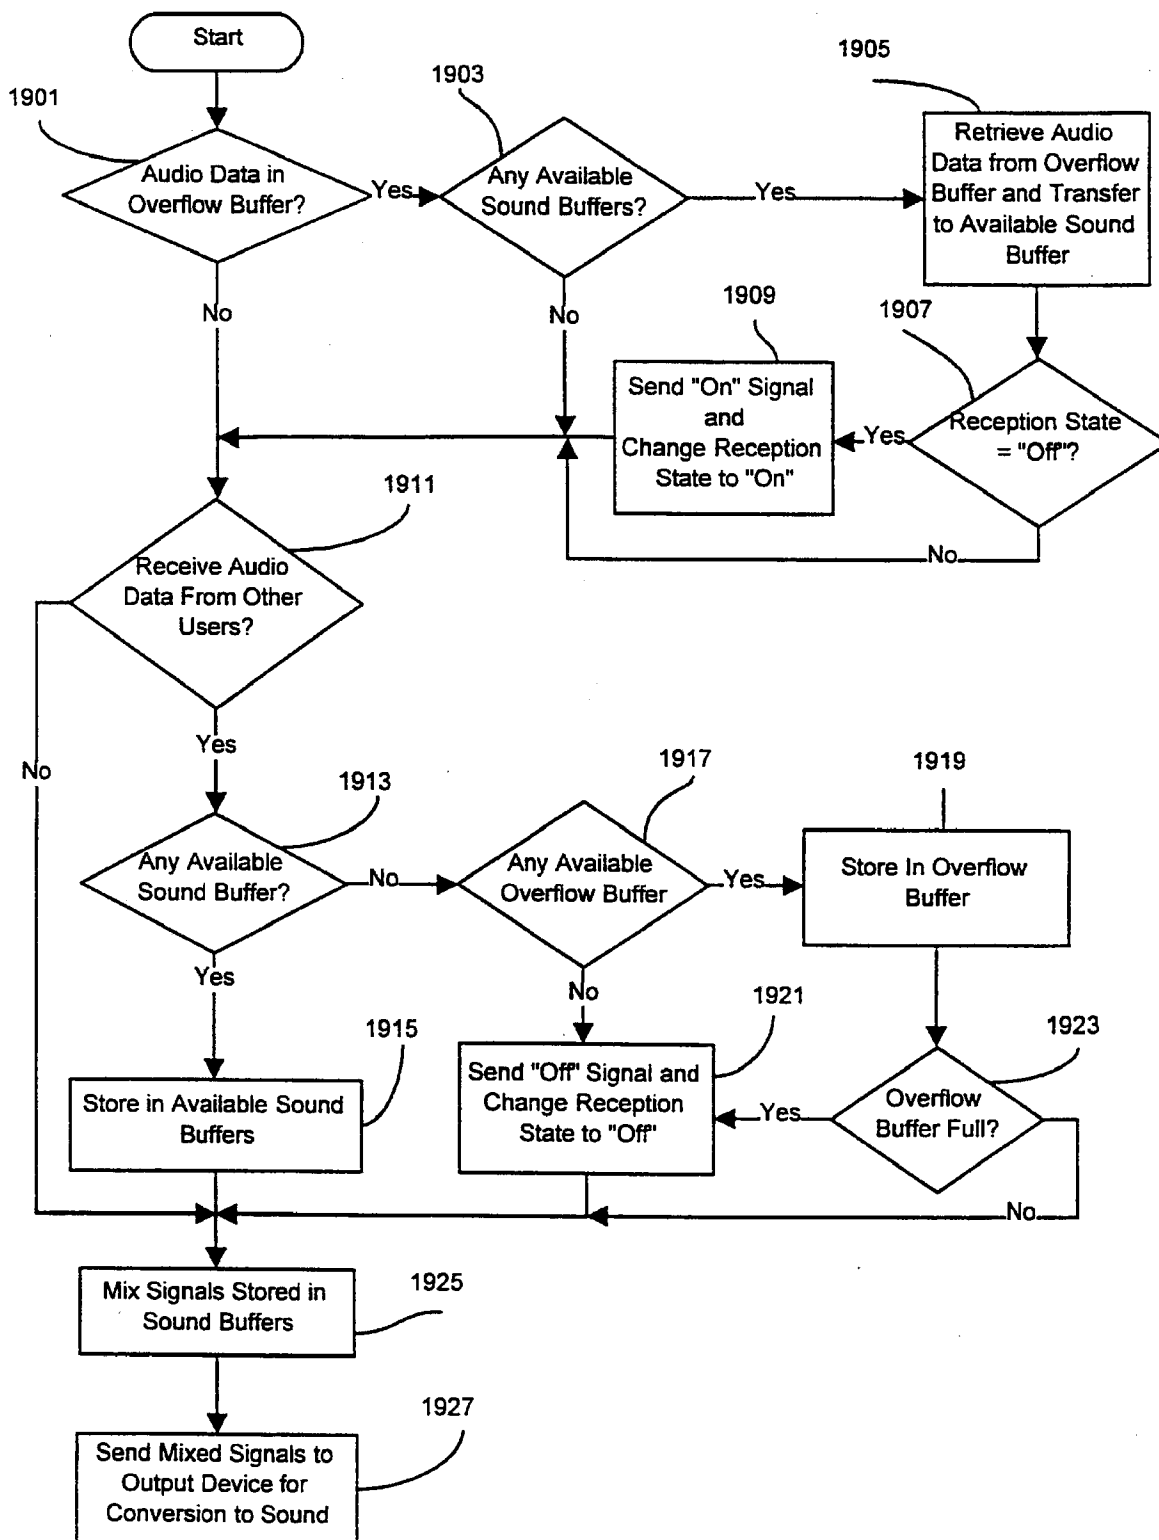 Start
1901
1903
1905
Audio Data in
Overflow Buffer?
Yes
Any Available
Sound Buffers?
Yes
Retrieve Audio
Data from Overflow
Buffer and Transfer
to Available Sound
Buffer
No
No
1909
1907
Send "On" Signal
and
Change Reception
State to "On"
Yes
Reception State
= "Off"?
No
1911
Receive Audio
Data From Other
Users?
No
Yes
1913
1917
1919
Any Available
Sound Buffer?
No
Any Available
Overflow Buffer
Yes
Store In Overflow
Buffer
Yes
No
1915
1921
1923
Store in Available Sound
Buffers
Send "Off" Signal and
Change Reception
State to "Off"
Yes
Overflow
Buffer Full?
No
Mix Signals Stored in
Sound Buffers
1925
1927
Send Mixed Signals to
Output Device for
Conversion to Sound